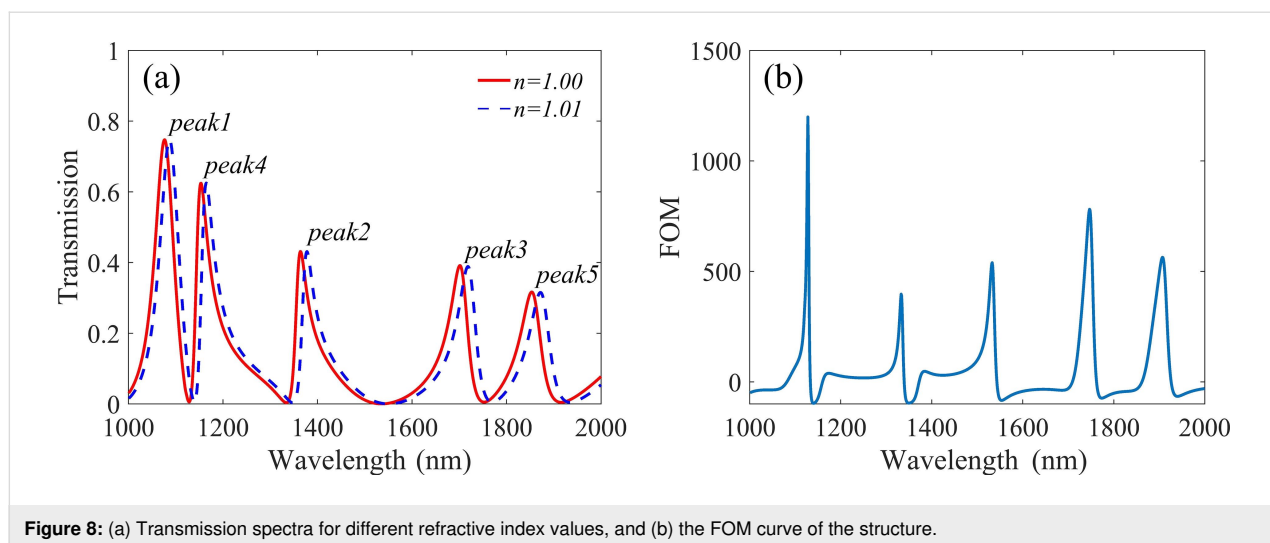 (a)
n=1.00
n=1.01
peak1
peak4
peak2
peak3
peak5
1
0.8
0.6
0.4
0.2
0
Transmission
1000 1200 1400 1600 1800 2000
Wavelength (nm)
(b)
1500
1000
500
0
FOM
1000 1200 1400 1600 1800 2000
Wavelength (nm)
Figure 8: (a) Transmission spectra for different refractive index values, and (b) the FOM curve of the structure.